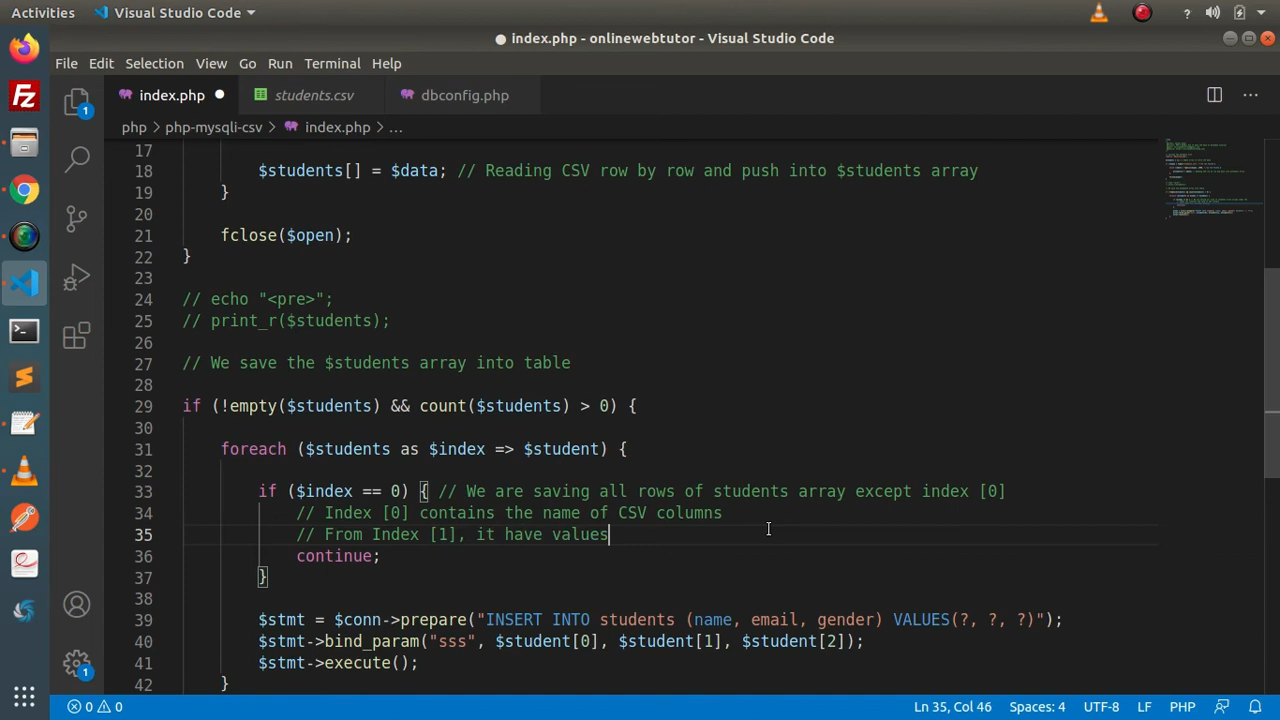 Activities Visual Studio Code
● index.php - onlinewebtutor - Visual Studio Code
File Edit Selection View Go Run Terminal Help
index.php students.csv dbconfig.php
php > php-mysqli-csv > index.php > ...
17
18 $students[] = $data; // Reading CSV row by row and push into $students array
19 }
20
21 fclose($open);
22 }
23
24 // echo "<pre>";
25 // print_r($students);
26
27 // We save the $students array into table
28
29 if (!empty($students) && count($students) > 0) {
30
31 foreach ($students as $index => $student) {
32
33 if ($index == 0) { // We are saving all rows of students array except index [0]
34 // Index [0] contains the name of CSV columns
35 // From Index [1], it have values
36 continue;
37 }
38
39 $stmt = $conn->prepare("INSERT INTO students (name, email, gender) VALUES(?, ?, ?)");
40 $stmt->bind_param("sss", $student[0], $student[1], $student[2]);
41 $stmt->execute();
42 }
1
1
Fz
0 0 Ln 35, Col 46 Spaces: 4 UTF-8 LF PHP